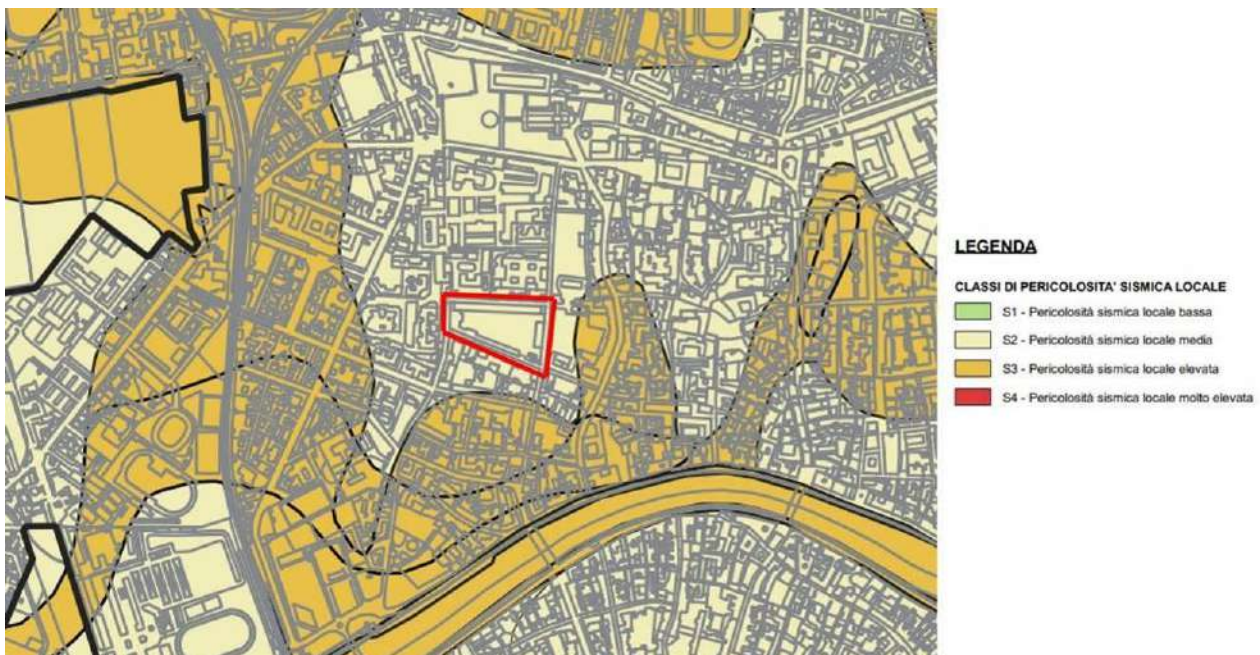 LEGENDA
CLASSI DI PERICOLOSITA' SISMICA LOCALE
S1 - Pericolosità sismica locale bassa
S2 - Pericolosità sismica locale media
S3 - Pericolosità sismica locale elevata
S4 - Pericolosità sismica locale molto elevata